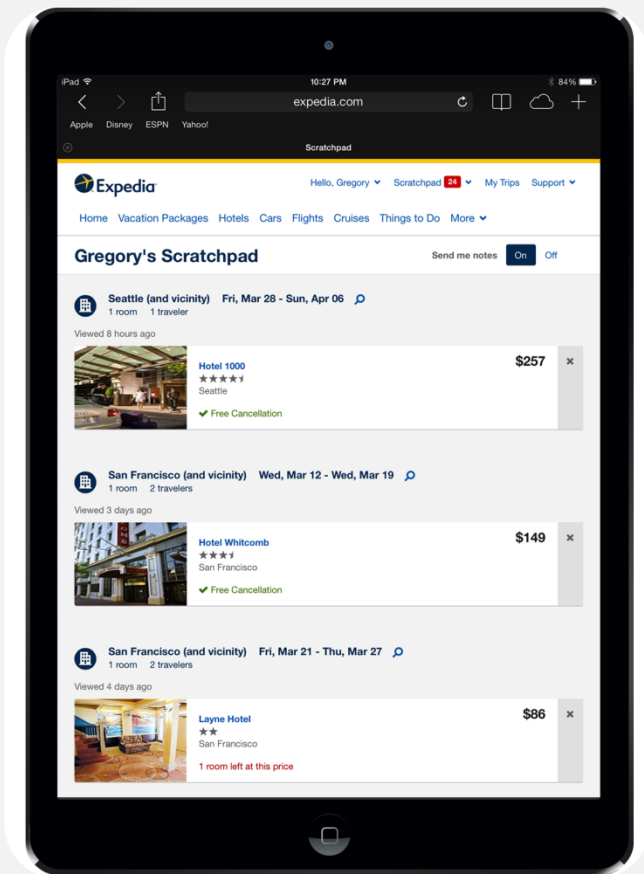 iPad 10:27 PM 84%
expedia.com
Apple Disney ESPN Yahoo!
Scratchpad
Expedia Hello, Gregory Scratchpad 24 My Trips Support
Home Vacation Packages Hotels Cars Flights Cruises Things to Do More
Gregory's Scratchpad Send me notes On Off
Seattle (and vicinity) Fri, Mar 28 - Sun, Apr 06
1 room 1 traveler
Viewed 8 hours ago
Hotel 1000 $257
Seattle
Free Cancellation
San Francisco (and vicinity) Wed, Mar 12 - Wed, Mar 19
1 room 2 travelers
Viewed 3 days ago
Hotel Whitcomb $149
San Francisco
Free Cancellation
San Francisco (and vicinity) Fri, Mar 21 - Thu, Mar 27
1 room 2 travelers
Viewed 4 days ago
Layne Hotel $86
San Francisco
1 room left at this price